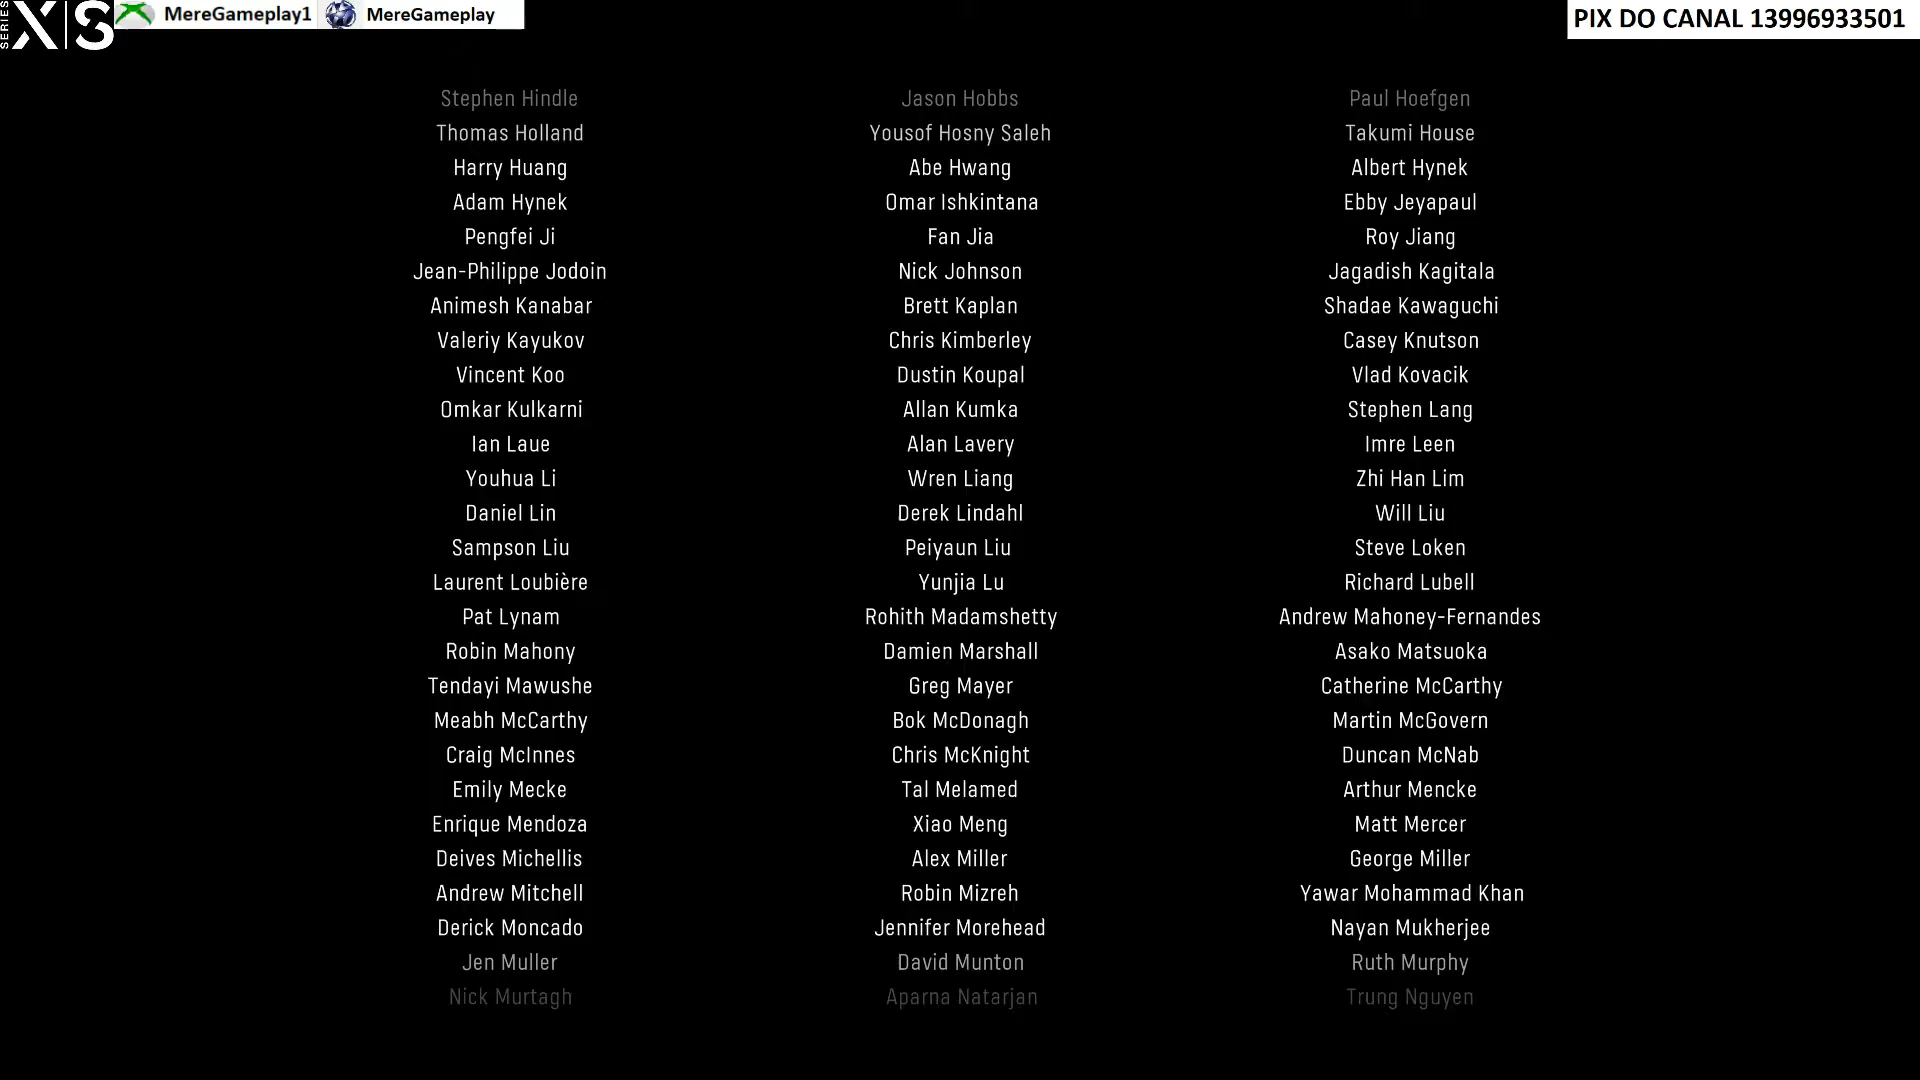 SERIES X|S MereGameplay1 MereGameplay PIX DO CANAL 13996933501
Stephen Hindle Jason Hobbs Paul Hoefgen
Thomas Holland Yousof Hosny Saleh Takumi House
Harry Huang Abe Hwang Albert Hynek
Adam Hynek Omar Ishkintana Ebby Jeyapaul
Pengfei Ji Fan Jia Roy Jiang
Jean-Philippe Jodoin Nick Johnson Jagadish Kagitala
Animesh Kanabar Brett Kaplan Shadae Kawaguchi
Valeriy Kayukov Chris Kimberley Casey Knutson
Vincent Koo Dustin Koupal Vlad Kovacik
Omkar Kulkarni Allan Kumka Stephen Lang
Ian Laue Alan Lavery Imre Leen
Youhua Li Wren Liang Zhi Han Lim
Daniel Lin Derek Lindahl Will Liu
Sampson Liu Peiyaun Liu Steve Loken
Laurent Loubière Yunjia Lu Richard Lubell
Pat Lynam Rohith Madamshetty Andrew Mahoney-Fernandes
Robin Mahony Damien Marshall Asako Matsuoka
Tendayi Mawushe Greg Mayer Catherine McCarthy
Meabh McCarthy Bok McDonagh Martin McGovern
Craig McInnes Chris McKnight Duncan McNab
Emily Mecke Tal Melamed Arthur Mencke
Enrique Mendoza Xiao Meng Matt Mercer
Deives Michellis Alex Miller George Miller
Andrew Mitchell Robin Mizreh Yawar Mohammad Khan
Derick Moncado Jennifer Morehead Nayan Mukherjee
Jen Muller David Munton Ruth Murphy
Nick Murtagh Aparna Natarjan Trung Nguyen